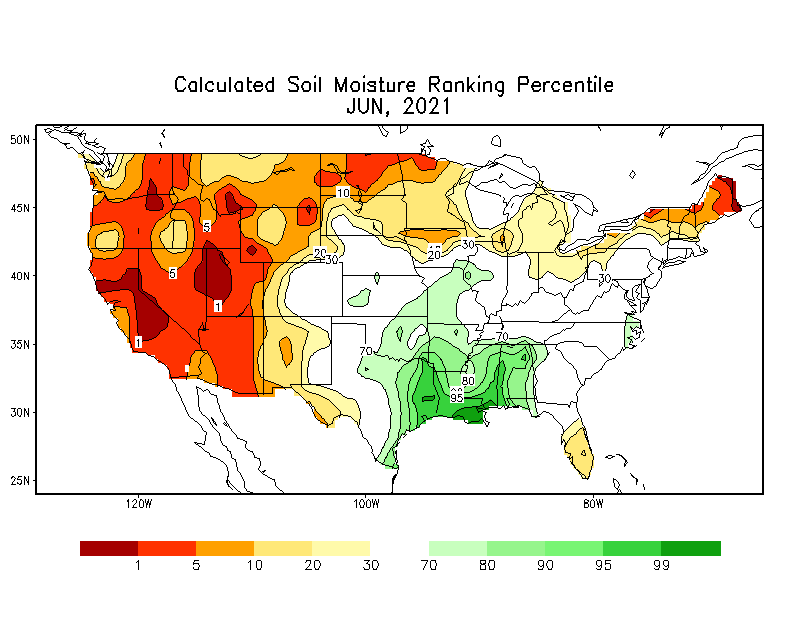 Calculated Soil Moisture Ranking Percentile
JUN, 2021
50N
45N
40N
35N
30N
25N
120W
100W
80W
10
5
20
30
20
30
5
30
1
1
70
70
80
95
1 5 10 20 30 70 80 90 95 99